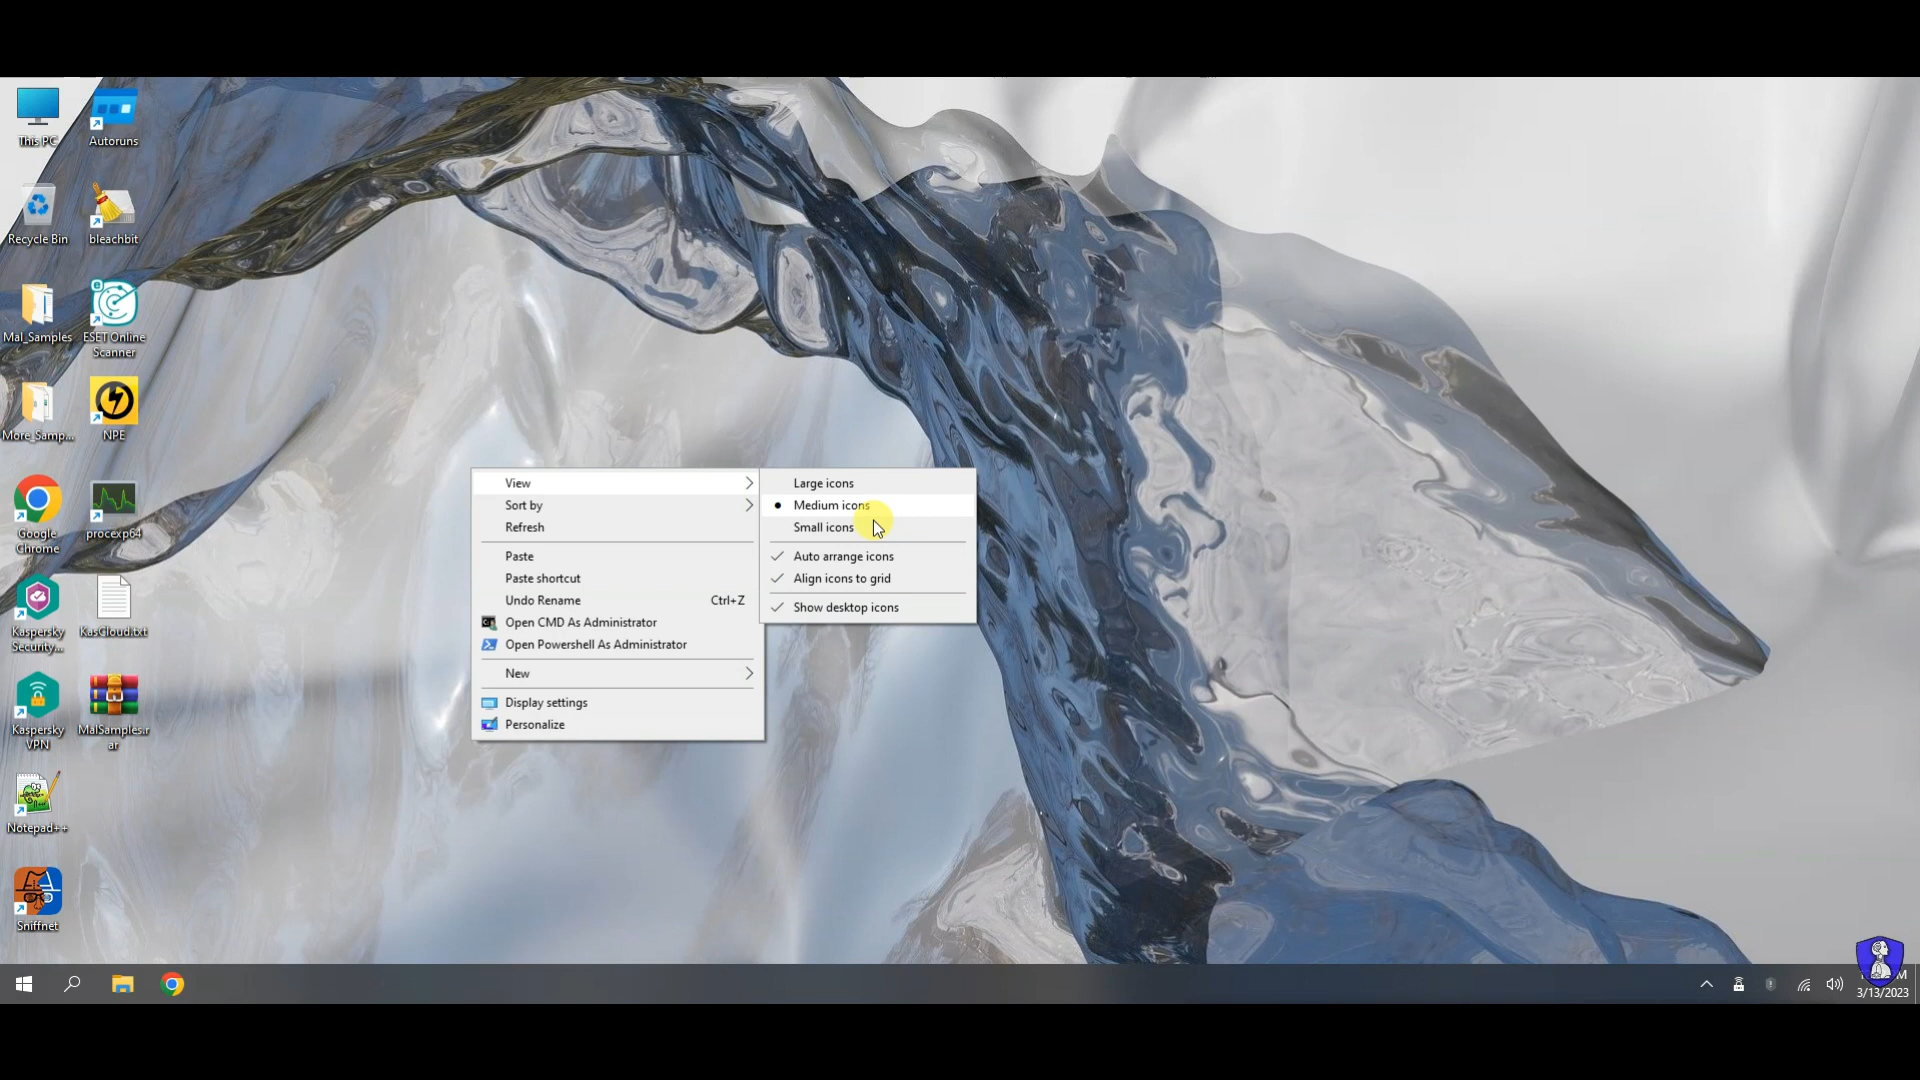 This PC
Autoruns
Recycle Bin
bleachbit
Mal_Samples
ESET Online
Scanner
More_Samp...
NPE
Google
Chrome
procexp64
Kaspersky
Security...
KasCloud.txt
Kaspersky
VPN
MalSamples.r
ar
Notepad++
Sniffnet
View
Sort by
Refresh
Paste
Paste shortcut
Undo Rename Ctrl+Z
Open CMD As Administrator
Open Powershell As Administrator
New
Display settings
Personalize
Large icons
Medium icons
Small icons
Auto arrange icons
Align icons to grid
Show desktop icons
3/13/2023